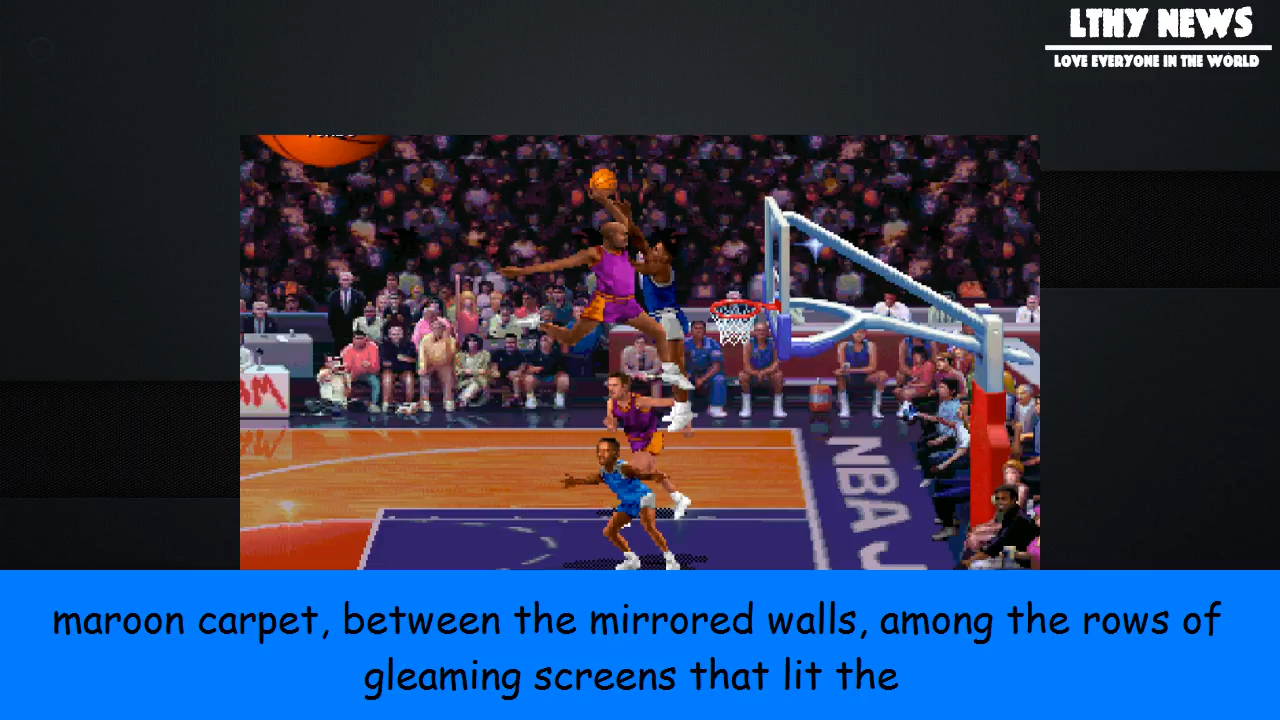 LTHY NEWS
LOVE EVERYONE IN THE WORLD
NBA J
maroon carpet, between the mirrored walls, among the rows of
gleaming screens that lit the